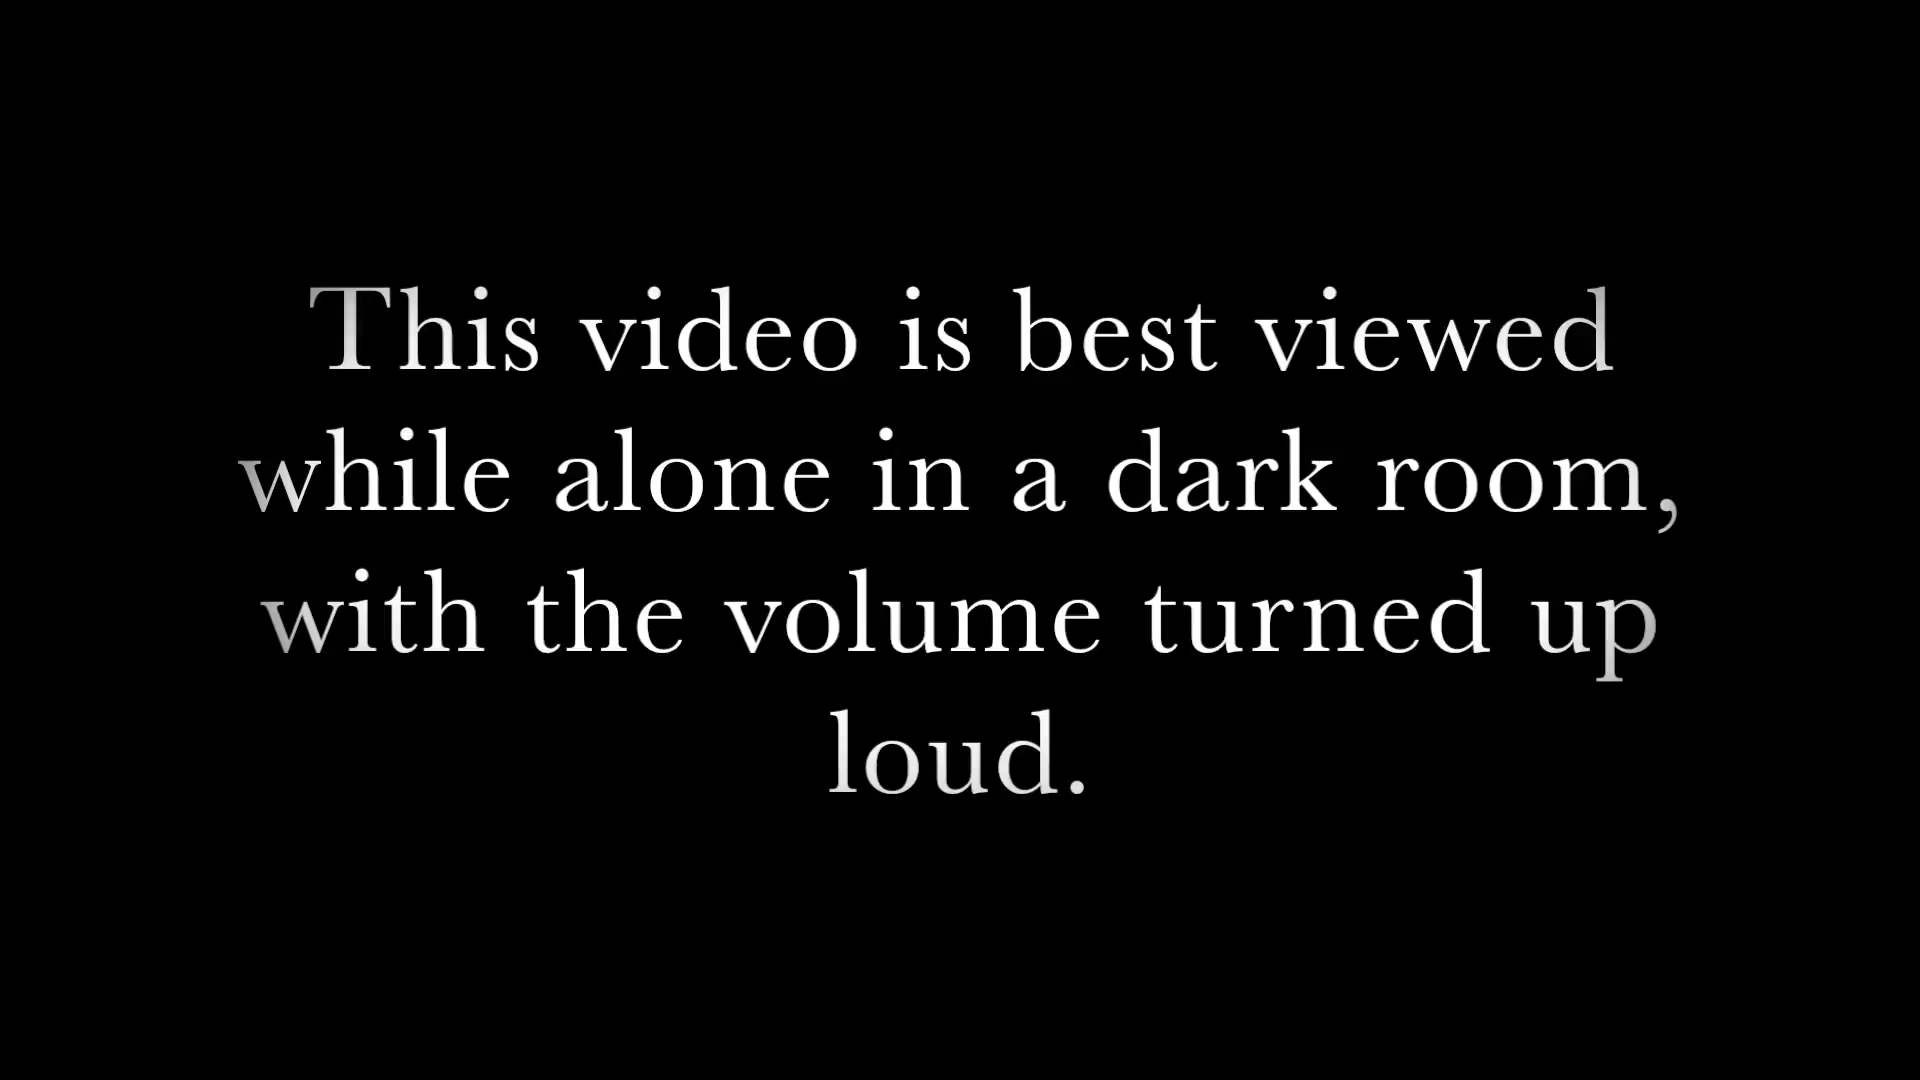 This video is best viewed
while alone in a dark room,
with the volume turned up
loud.